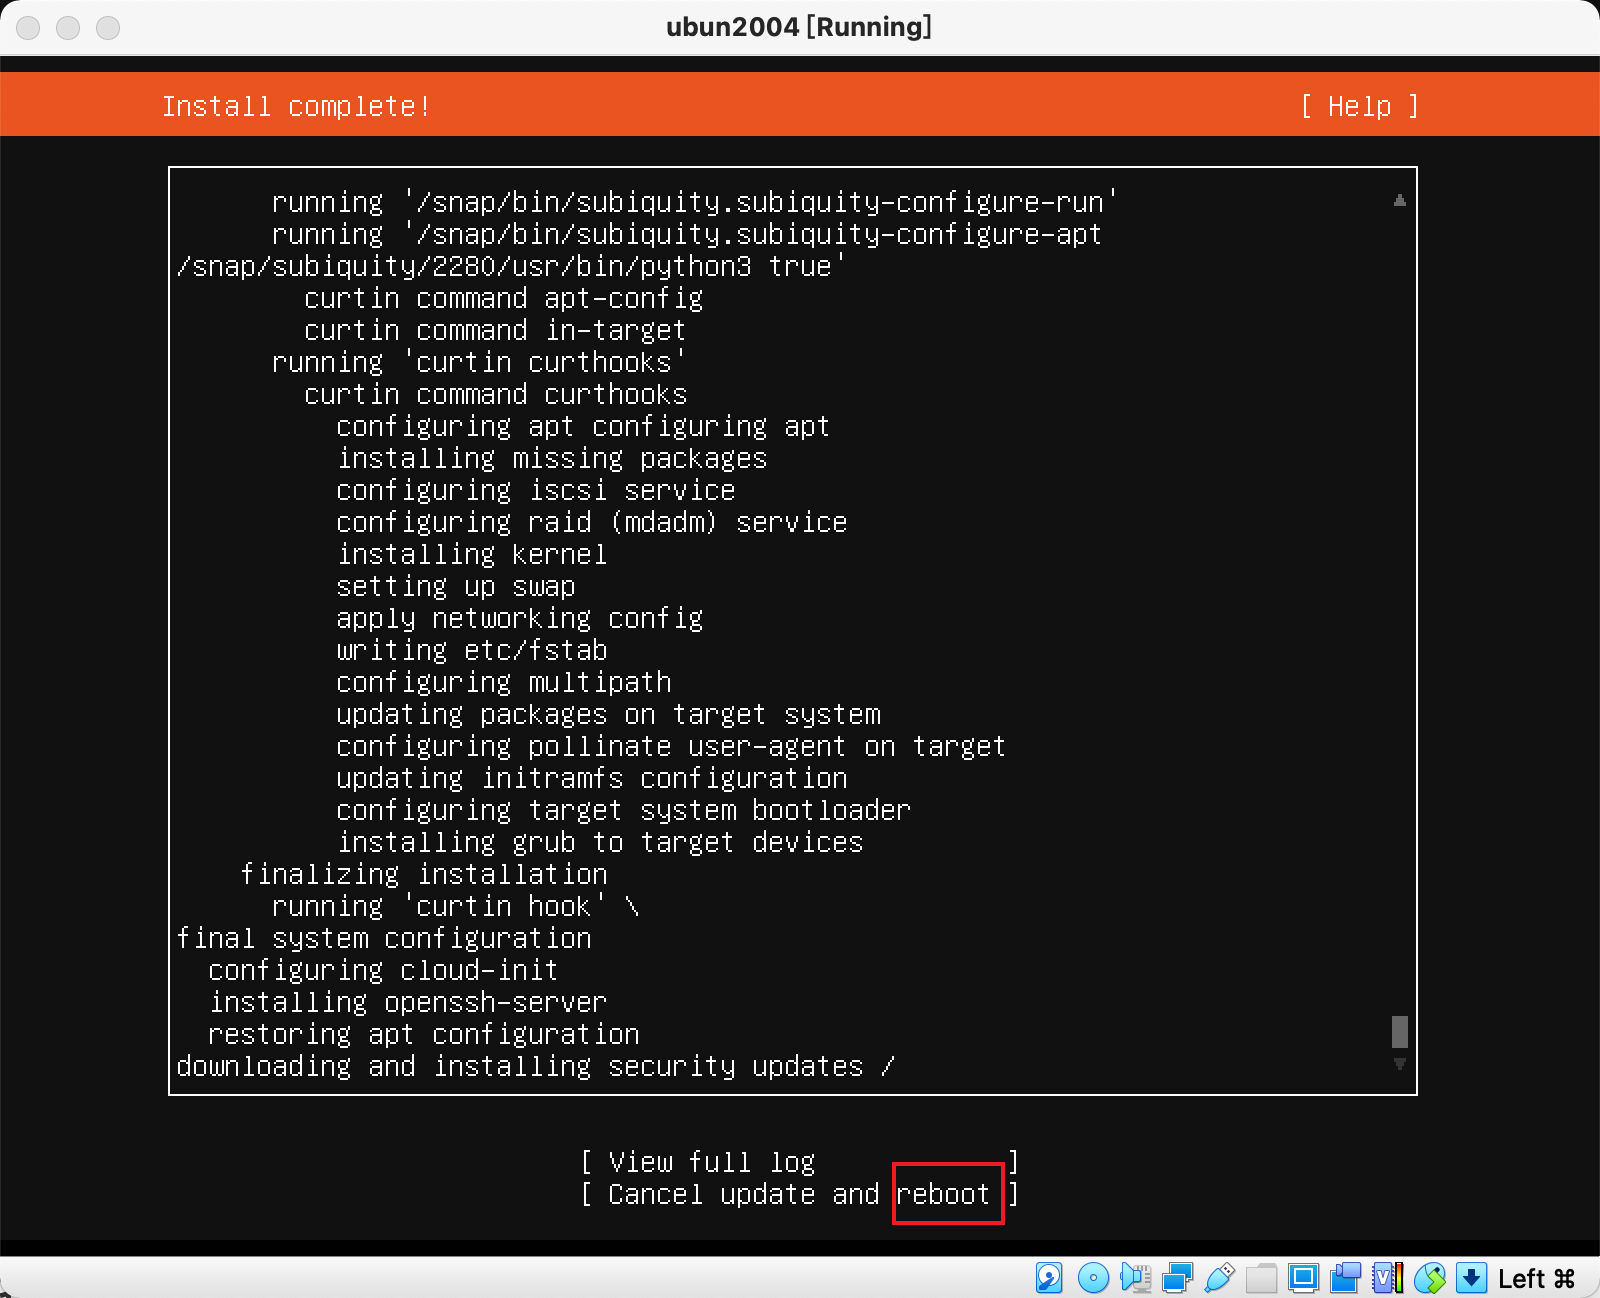 ubun2004 [Running]
Install complete! [ Help ]
running '/snap/bin/subiquity.subiquity-configure-run'
running '/snap/bin/subiquity.subiquity-configure-apt
/snap/subiquity/2280/usr/bin/python3 true'
curtin command apt-config
curtin command in-target
running 'curtin curthooks'
curtin command curthooks
configuring apt configuring apt
installing missing packages
configuring iscsi service
configuring raid (mdadm) service
installing kernel
setting up swap
apply networking config
writing etc/fstab
configuring multipath
updating packages on target system
configuring pollinate user-agent on target
updating initramfs configuration
configuring target system bootloader
installing grub to target devices
finalizing installation
running 'curtin hook' \
final system configuration
configuring cloud-init
installing openssh-server
restoring apt configuration
downloading and installing security updates /
[ View full log ]
[ Cancel update and reboot ]
Left ⌘